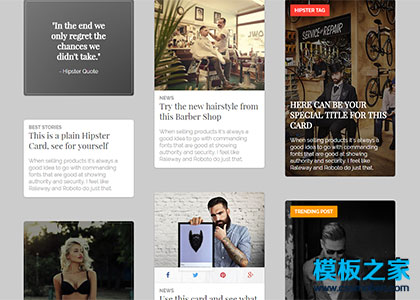 "In the end we
only regret the
chances we
didn't take."
- Hipster Quote
BEST STORIES
This is a plain Hipster
Card, see for yourself
When selling products it's always a
good idea to go with commanding
fonts that are good at showing
authority and security. I feel like
Raleway and Roboto do just that.
NEWS
Try the new hairstyle from
this Barber Shop
When selling products it's always a
good idea to go with commanding
fonts that are good at showing
authority and security. I feel like
Raleway and Roboto do just that.
NEWS
Use this card and see what
HIPSTER TAG
SERVICE & REPAIR
HERE CAN BE YOUR
SPECIAL TITLE FOR THIS
CARD
When selling products it's always a
good idea to go with commanding
fonts that are good at showing
authority and security. I feel like
Raleway and Roboto do just that.
TRENDING POST
模板之家